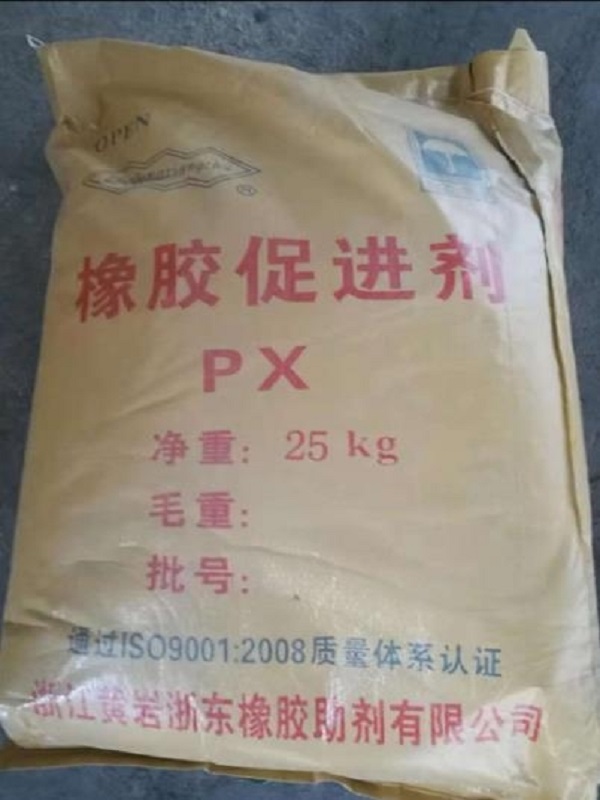 OPEN
®
橡胶促进剂
PX
净重: 25 kg
毛重:
批号:
通过ISO9001:2008质量体系认证
浙江黄岩浙东橡胶助剂有限公司